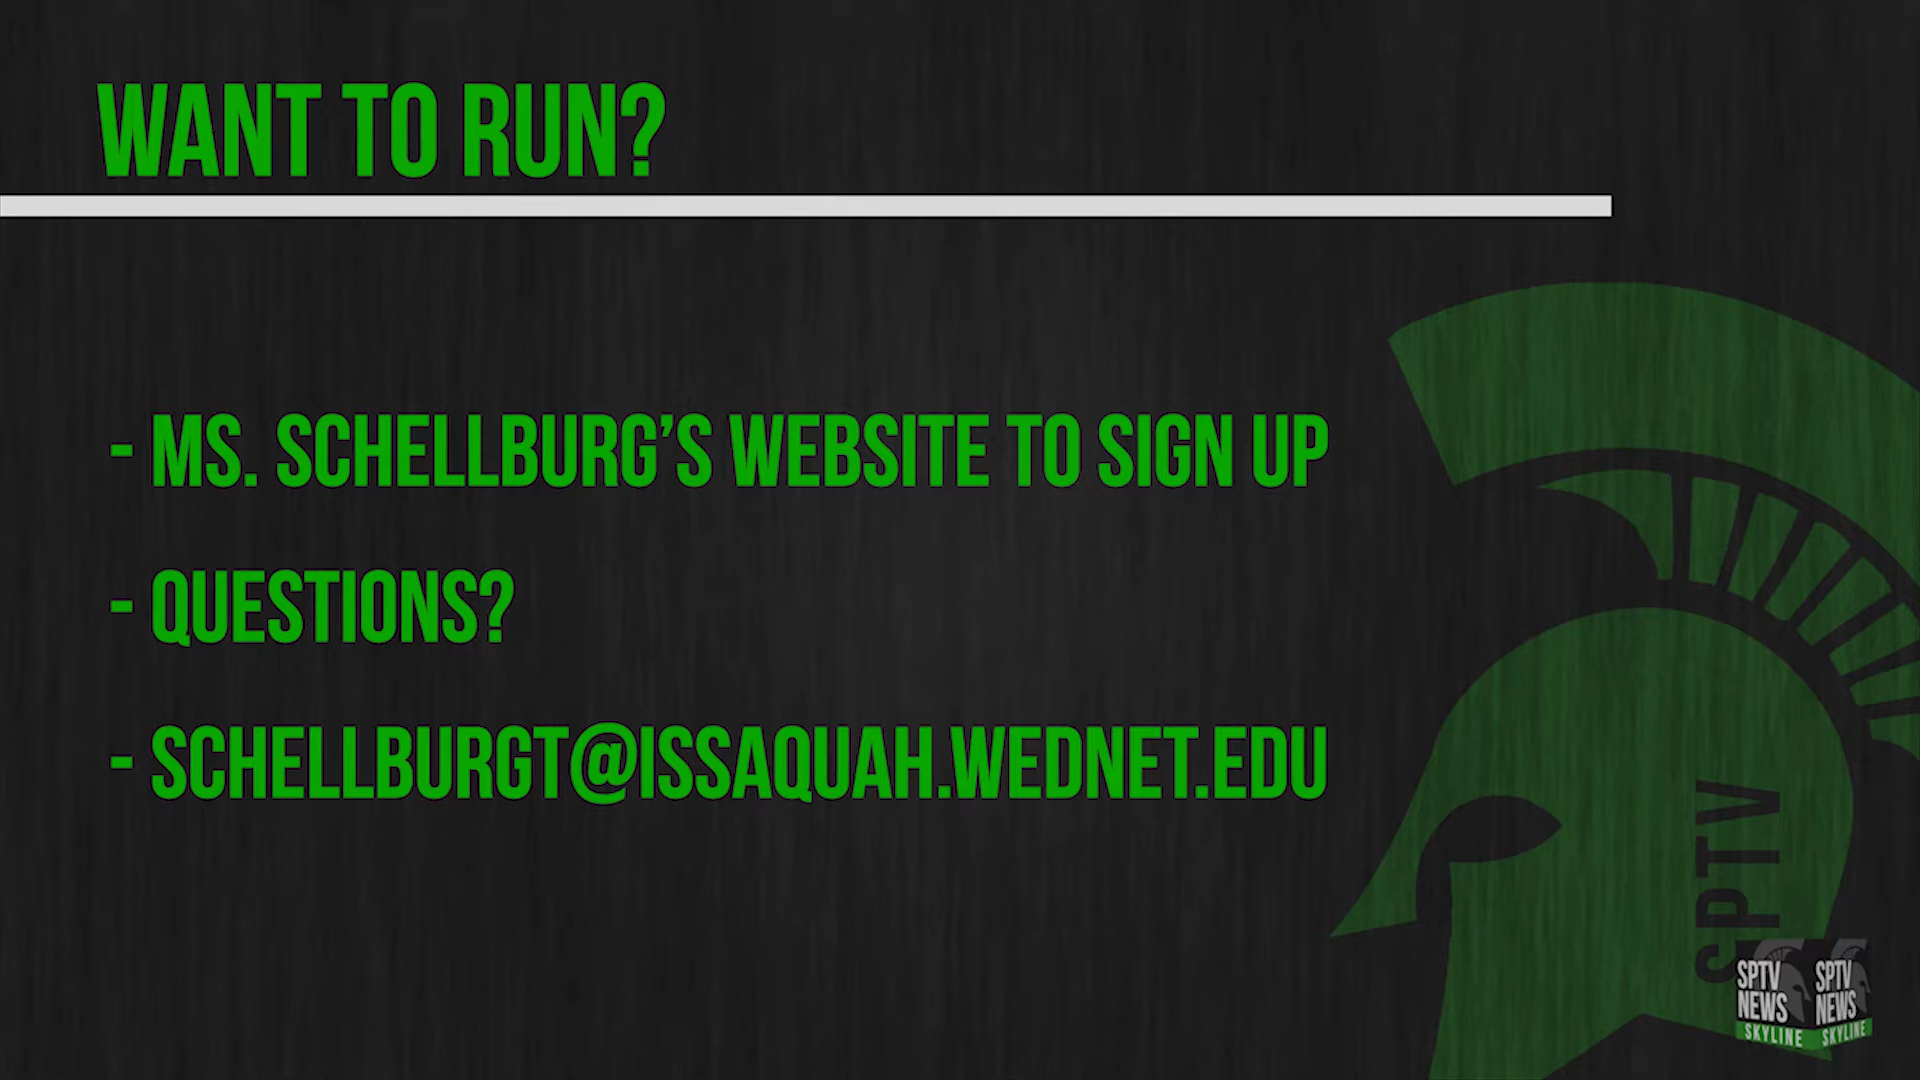 WANT TO RUN?
- MS. SCHELLBURG'S WEBSITE TO SIGN UP
- QUESTIONS?
- SCHELLBURGT@ISSAQUAH.WEDNET.EDU
SPTV
SPTV NEWS SKYLINE
SPTV NEWS SKYLINE